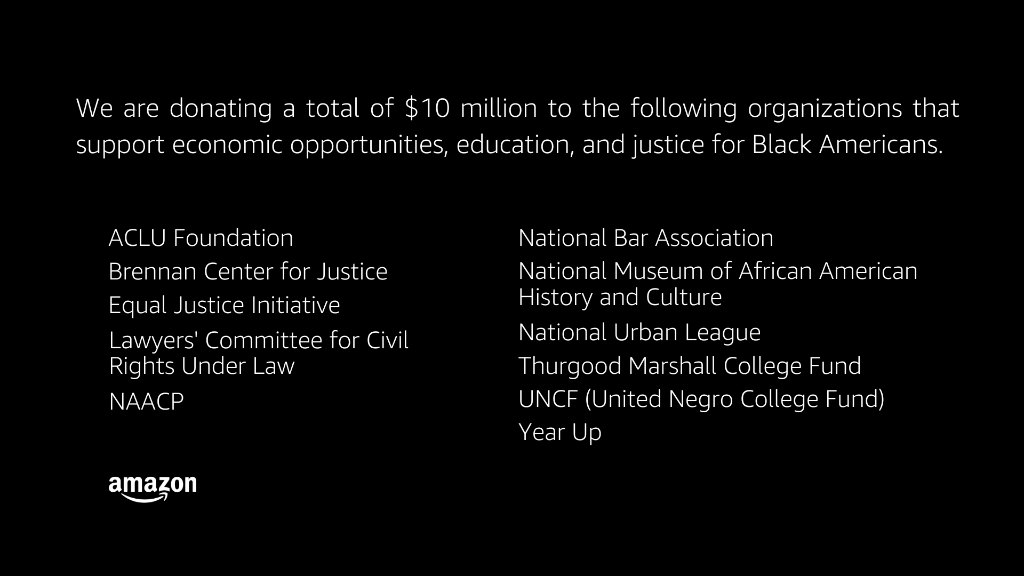 We are donating a total of $10 million to the following organizations that
support economic opportunities, education, and justice for Black Americans.
ACLU Foundation
Brennan Center for Justice
Equal Justice Initiative
Lawyers' Committee for Civil
Rights Under Law
NAACP
National Bar Association
National Museum of African American
History and Culture
National Urban League
Thurgood Marshall College Fund
UNCF (United Negro College Fund)
Year Up
amazon